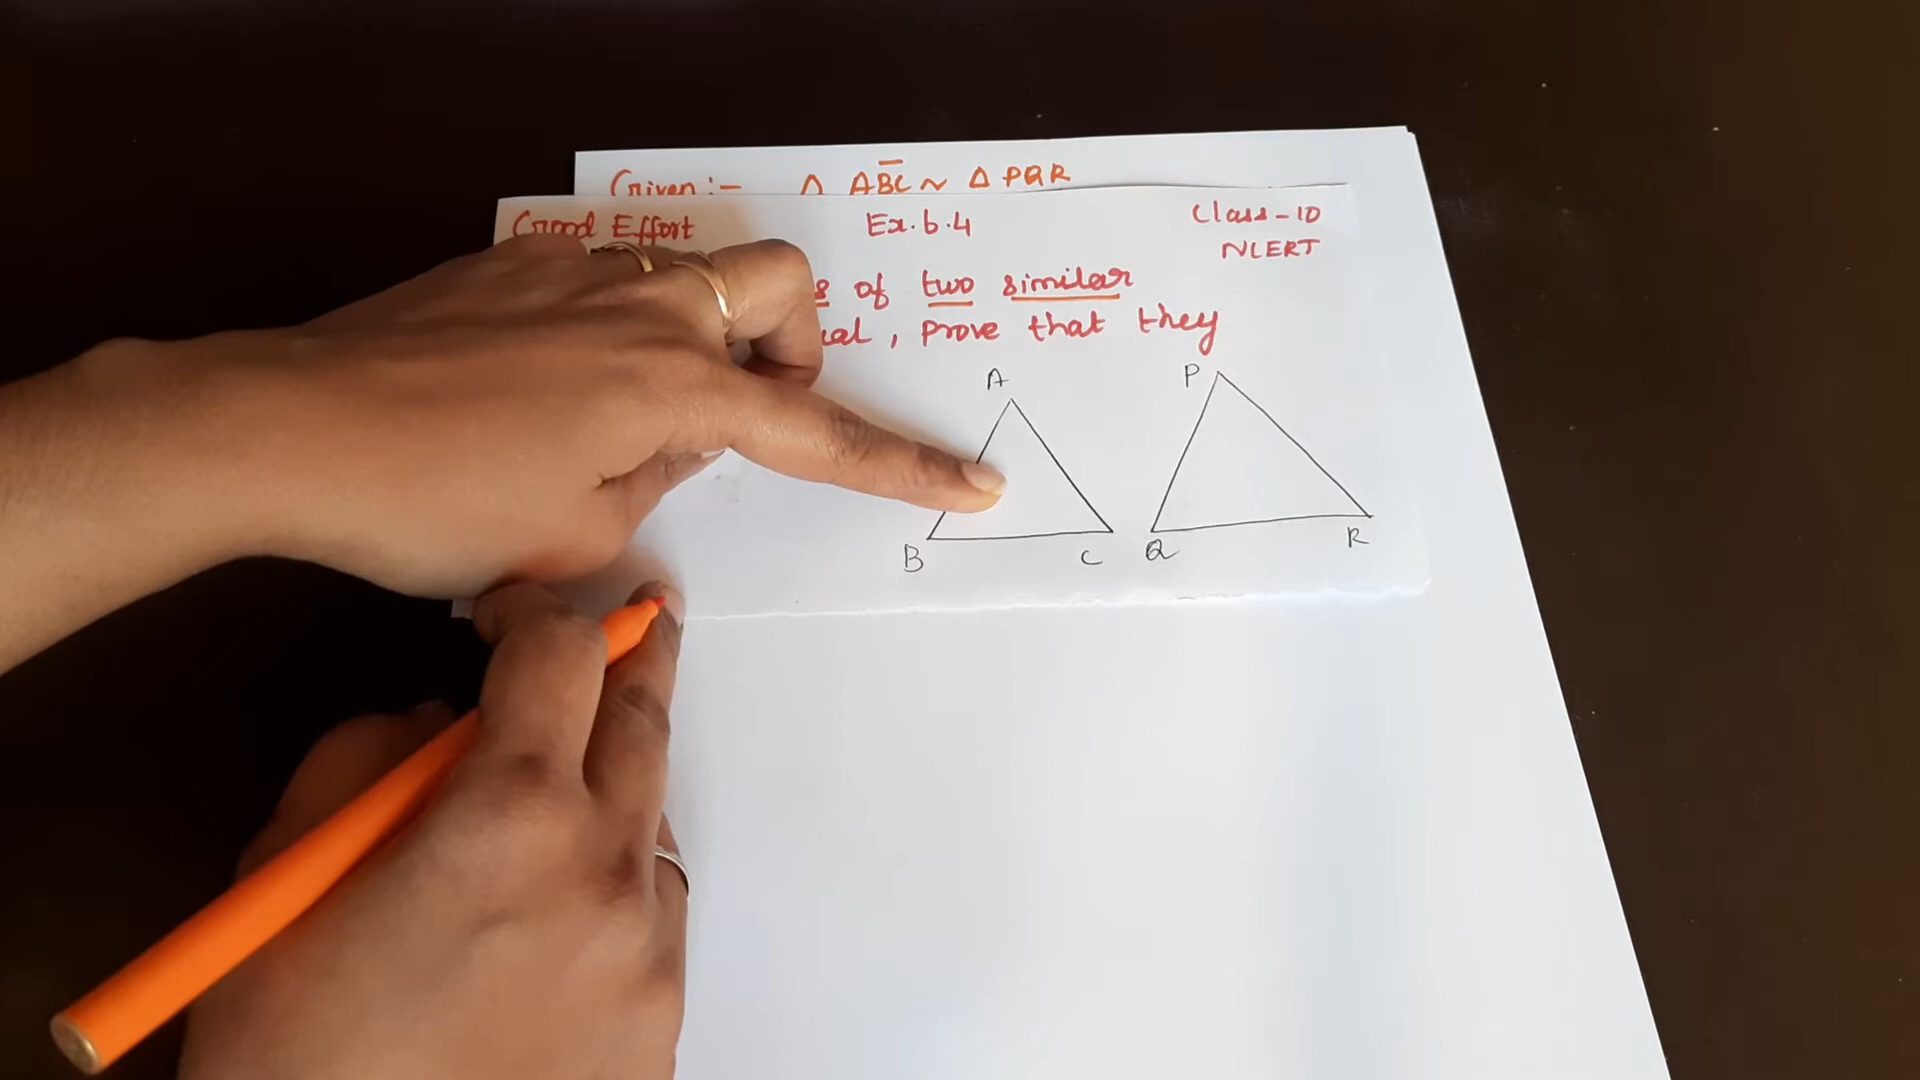 Given :- Δ ABC ~ Δ PQR
Good Effort Ex. 6.4 Class-10
NCERT
of two similar
, prove that they
A P
B C Q R